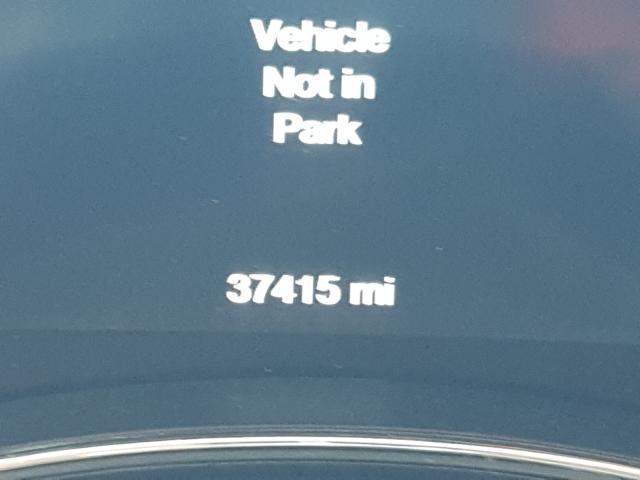 Vehicle
Not in
Park
37415 mi